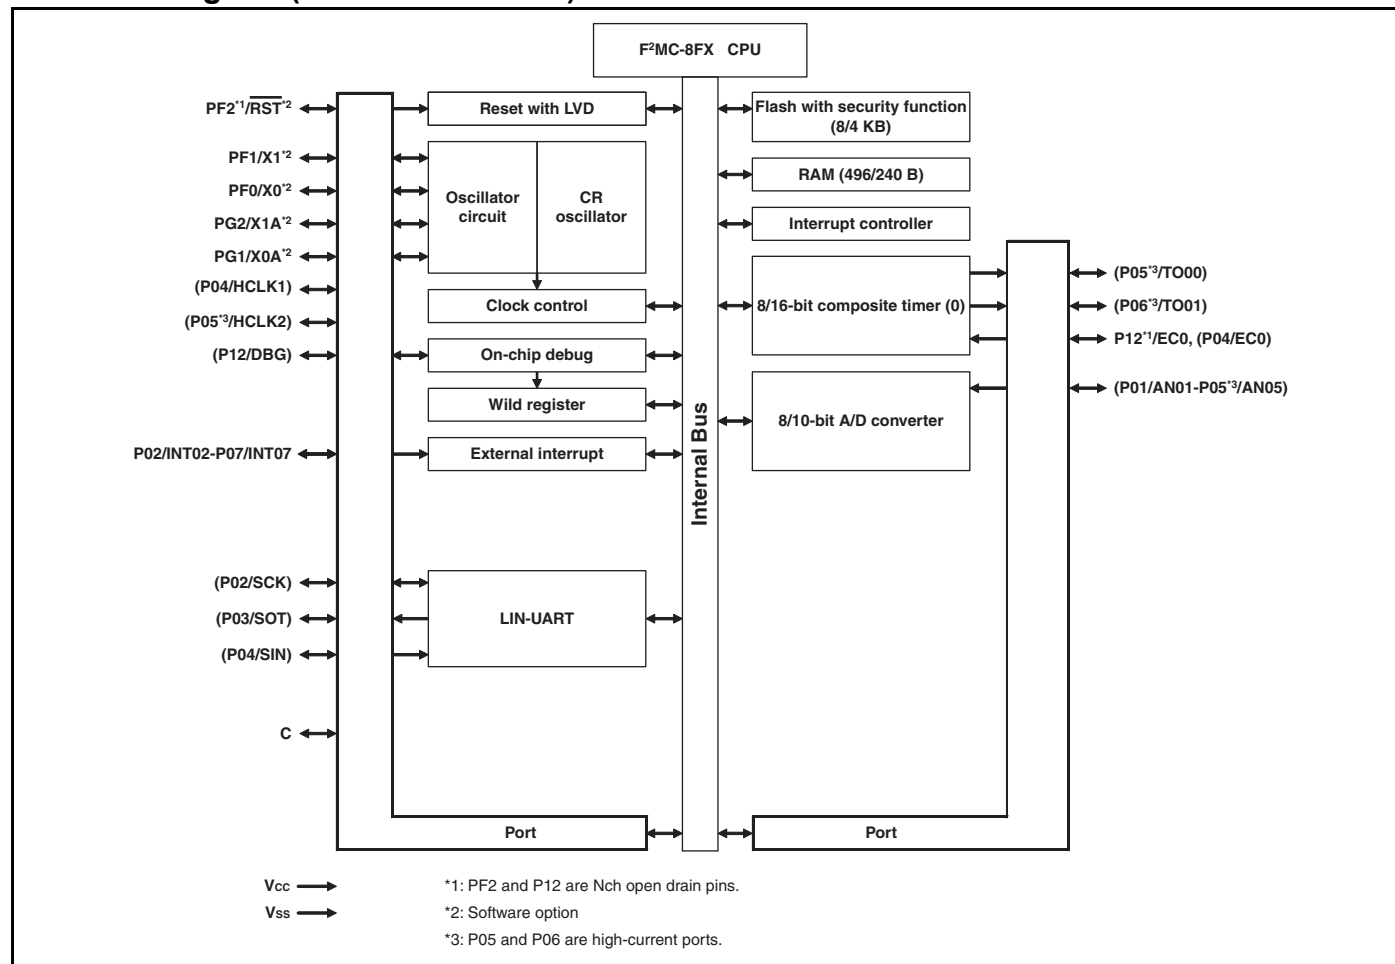 F²MC-8FX CPU
PF2*1/RST*2
Reset with LVD
Flash with security function
(8/4 KB)
PF1/X1*2
PF0/X0*2
PG2/X1A*2
PG1/X0A*2
Oscillator
circuit
CR
oscillator
RAM (496/240 B)
Interrupt controller
(P04/HCLK1)
(P05*3/HCLK2)
Clock control
8/16-bit composite timer (0)
(P05*3/TO00)
(P06*3/TO01)
P12*1/EC0, (P04/EC0)
(P12/DBG)
On-chip debug
Wild register
8/10-bit A/D converter
(P01/AN01-P05*3/AN05)
P02/INT02-P07/INT07
External interrupt
Internal Bus
(P02/SCK)
(P03/SOT)
(P04/SIN)
LIN-UART
C
Port
Port
Vcc
Vss
*1: PF2 and P12 are Nch open drain pins.
*2: Software option
*3: P05 and P06 are high-current ports.